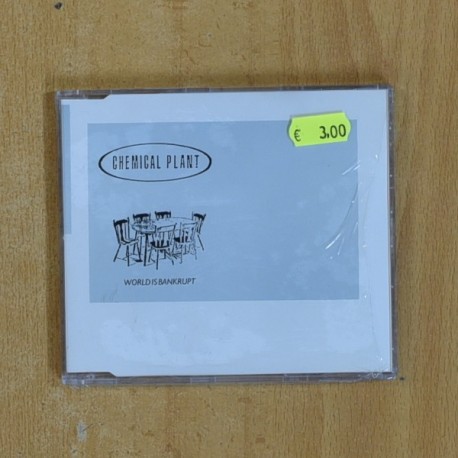 € 3.00
CHEMICAL PLANT
WORLD IS BANKRUPT